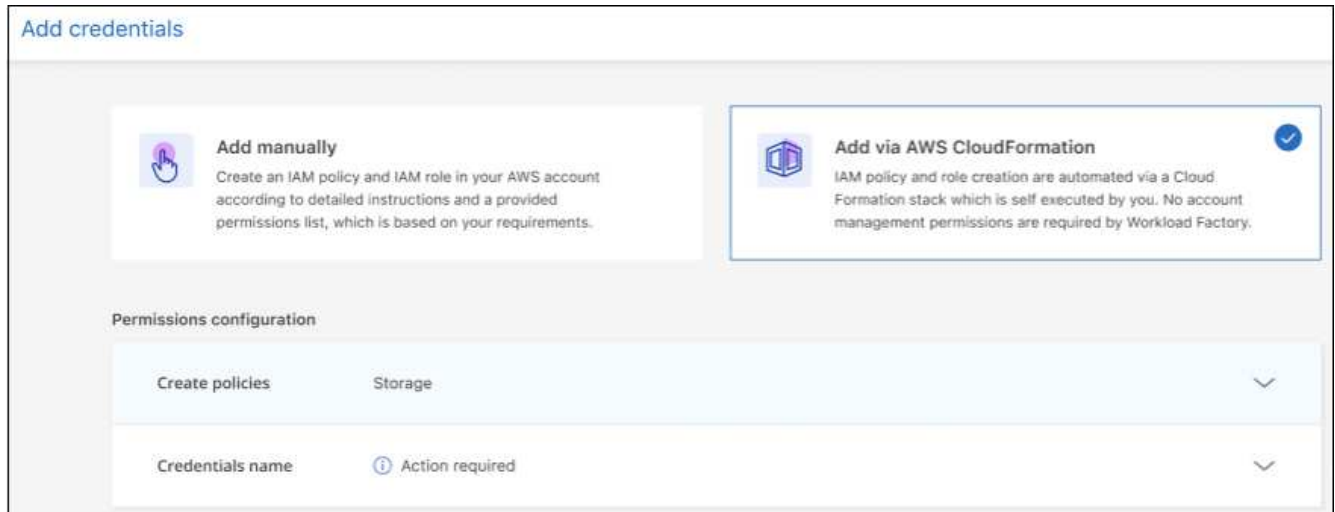 Add credentials
Add manually
Create an IAM policy and IAM role in your AWS account
according to detailed instructions and a provided
permissions list, which is based on your requirements.
Add via AWS CloudFormation
IAM policy and role creation are automated via a Cloud
Formation stack which is self executed by you. No account
management permissions are required by Workload Factory.
Permissions configuration
Create policies Storage
Credentials name Action required